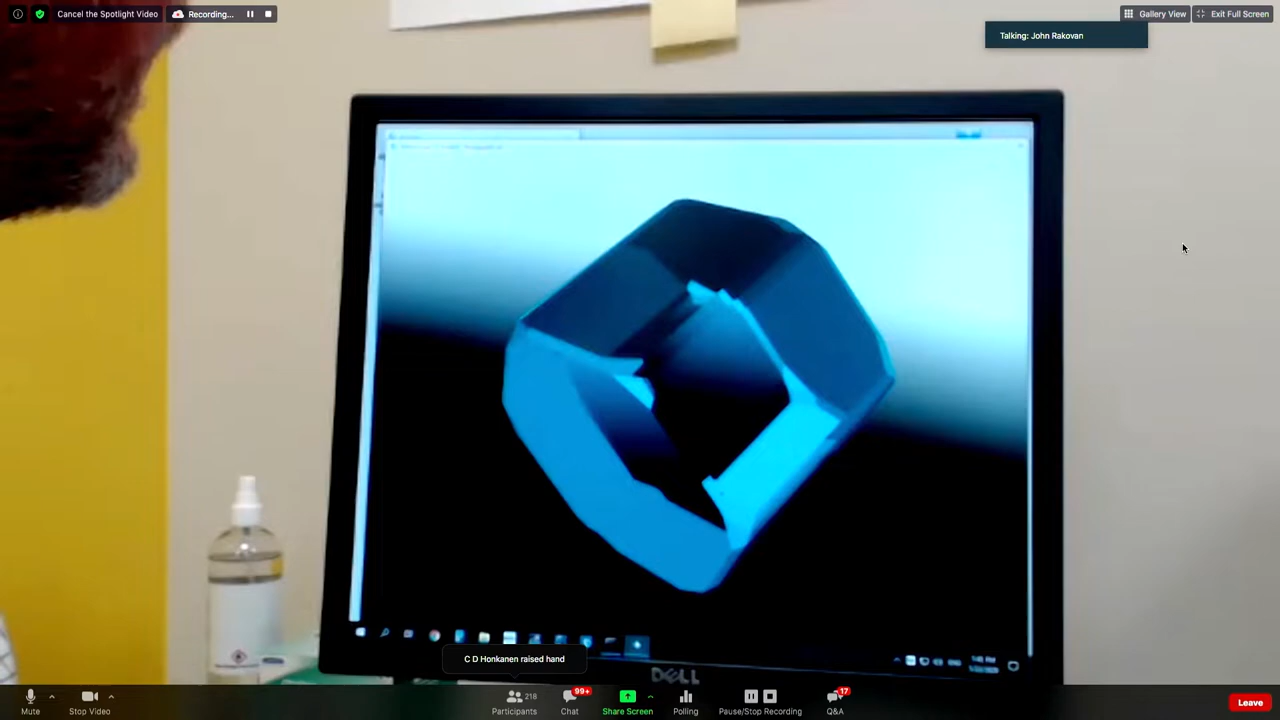 Cancel the Spotlight Video
Recording...
Gallery View
Exit Full Screen
Talking: John Rakovan
DELL
C D Honkanen raised hand
Mute
Stop Video
Participants
218
Chat
99+
Share Screen
Polling
Pause/Stop Recording
Q&A
17
Leave